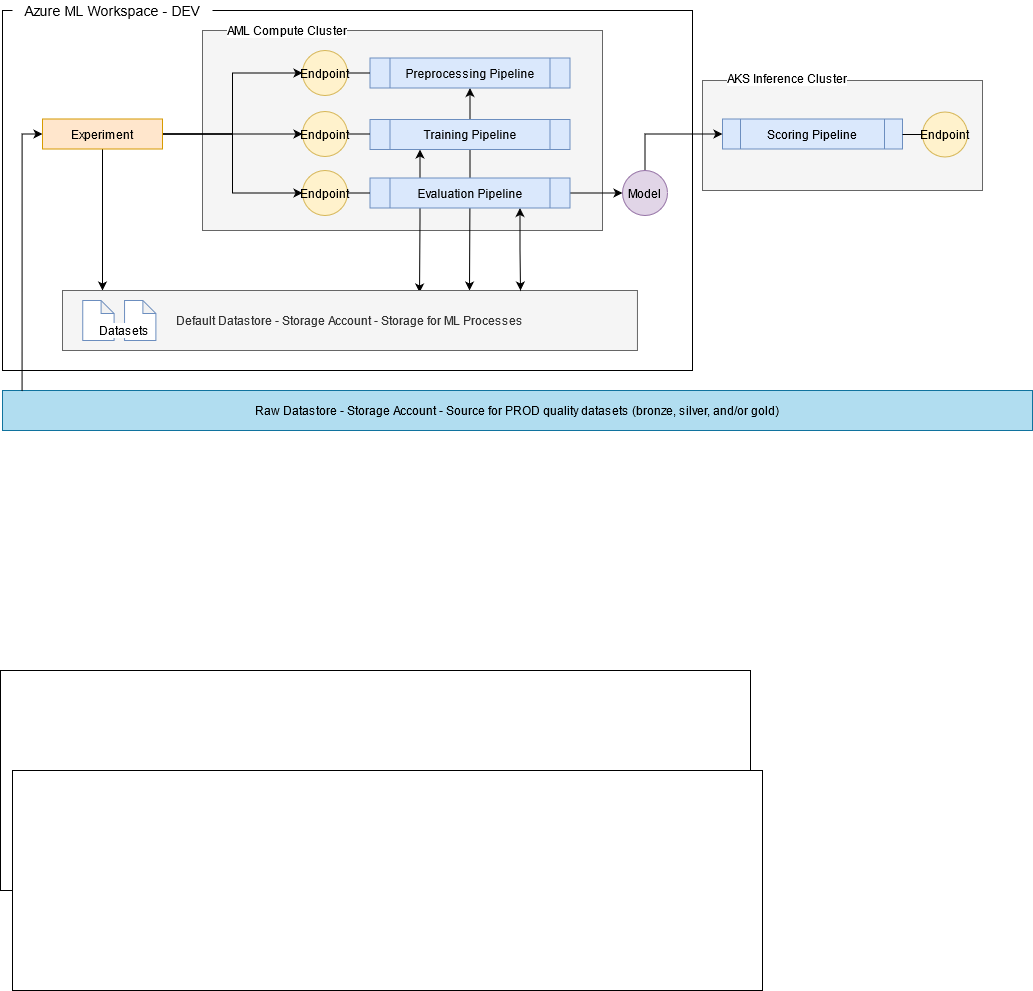 Azure ML Workspace - DEV
AML Compute Cluster
Endpoint
Preprocessing Pipeline
AKS Inference Cluster
Experiment
Endpoint
Training Pipeline
Scoring Pipeline
Endpoint
Endpoint
Evaluation Pipeline
Model
Datasets
Default Datastore - Storage Account - Storage for ML Processes
Raw Datastore - Storage Account - Source for PROD quality datasets (bronze, silver, and/or gold)